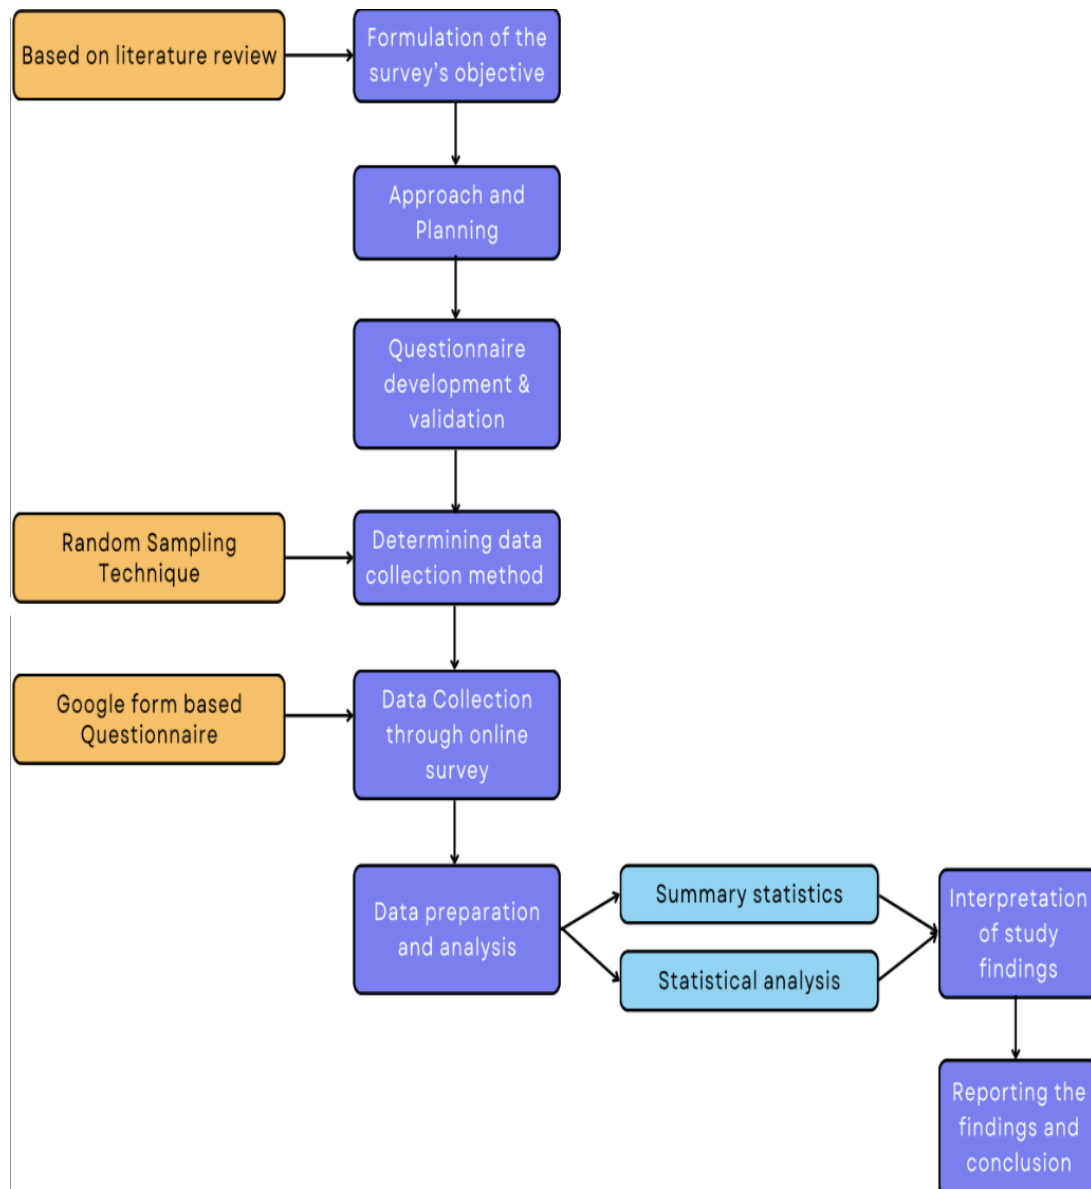 Based on literature review
Formulation of the
survey's objective
Approach and
Planning
Questionnaire
development &
validation
Random Sampling
Technique
Determining data
collection method
Google form based
Questionnaire
Data Collection
through online
survey
Data preparation
and analysis
Summary statistics
Statistical analysis
Interpretation
of study
findings
Reporting the
findings and
conclusion